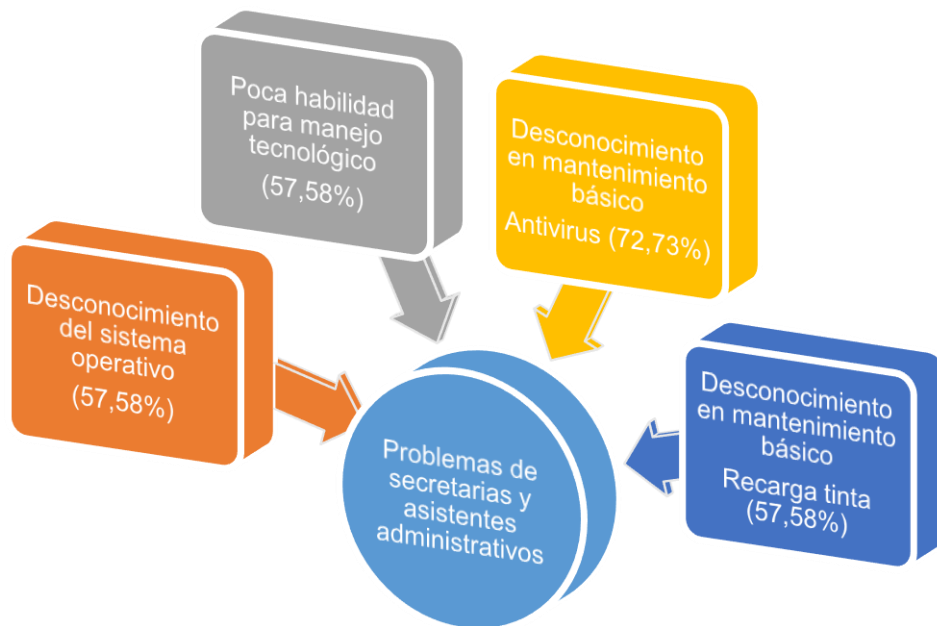 Poca habilidad
para manejo
tecnológico
(57,58%)
Desconocimiento
en mantenimiento
básico
Antivirus (72,73%)
Desconocimiento
del sistema
operativo
(57,58%)
Desconocimiento
en mantenimiento
básico
Recarga tinta
(57,58%)
Problemas de
secretarias y
asistentes
administrativos